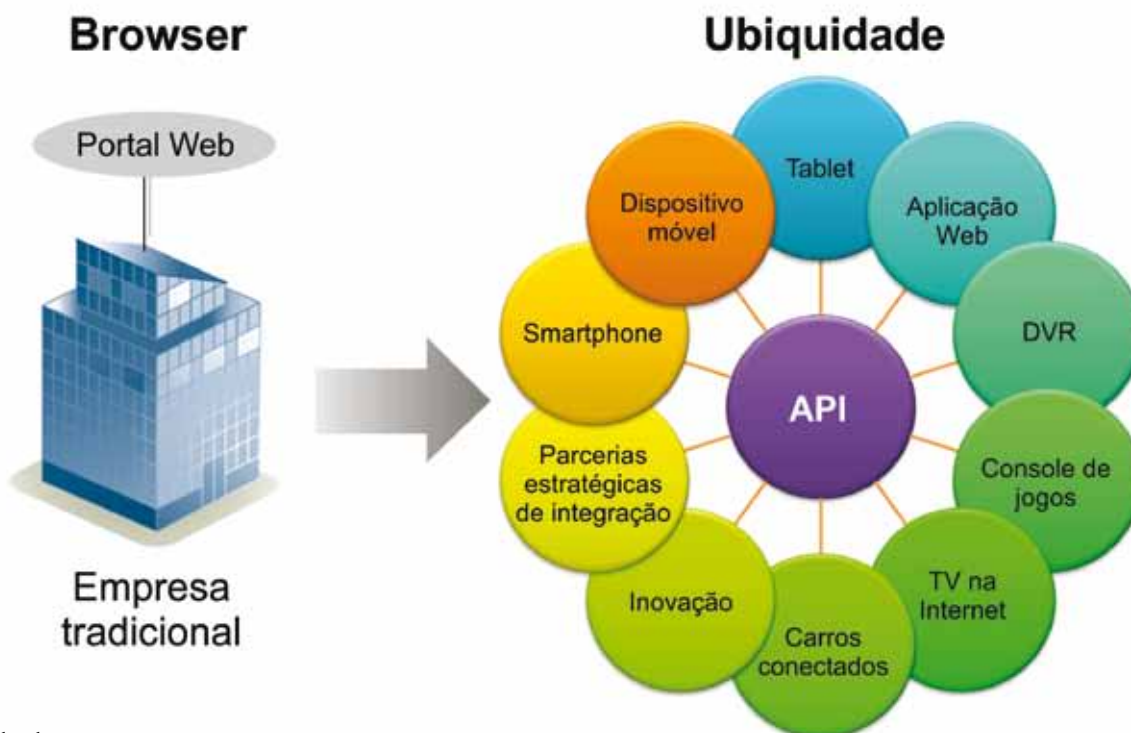 Browser
Ubiquidade
Portal Web
Empresa
tradicional
Tablet
Aplicação
Web
DVR
Console de
jogos
TV na
Internet
Carros
conectados
Inovação
Parcerias
estratégicas
de integração
Smartphone
Dispositivo
móvel
API